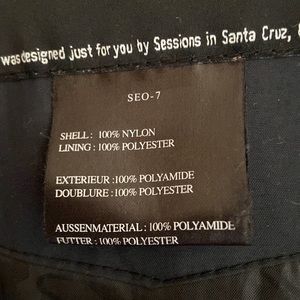 was designed just for you by Sessions in Santa Cruz,
SEO-7
SHELL: 100% NYLON
LINING: 100% POLYESTER
EXTERIEUR: 100% POLYAMIDE
DOUBLURE: 100% POLYESTER
AUSSENMATERIAL: 100% POLYAMIDE
FUTTER: 100% POLYESTER